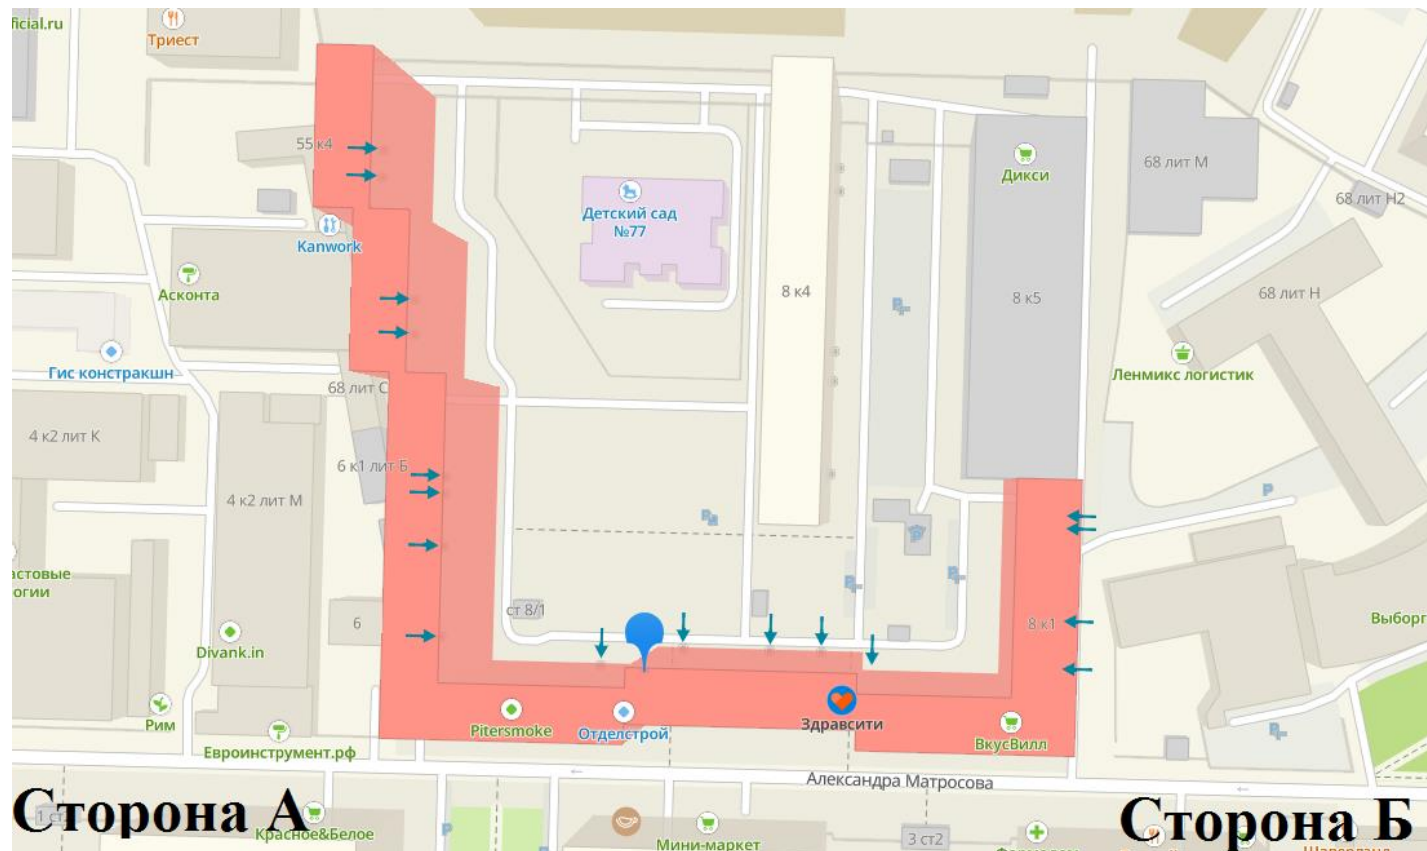 ficial.ru
Триест
55 к4
Дикси
68 лит М
Детский сад
№77
68 лит Н2
Kanwork
Асконта
8 к4
8 к5
68 лит Н
Гис констракшн
Ленмикс логистик
68 лит С
4 к2 лит К
6 к1 лит Б
4 к2 лит М
P
астовые
огии
ст 8/1
6
8 к1
Выборг
Divank.in
Рим
Pitersmoke
Отделстрой
Здравсити
ВкусВилл
Евроинструмент.рф
Александра Матросова
Сторона А
Сторона Б
Красное&Белое
P
Мини-маркет
3 ст2